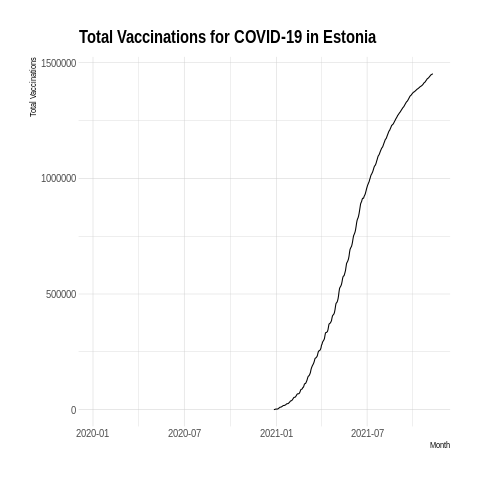 Total Vaccinations for COVID-19 in Estonia
Total Vaccinations
1500000
1000000
500000
0
2020-01 2020-07 2021-01 2021-07
Month